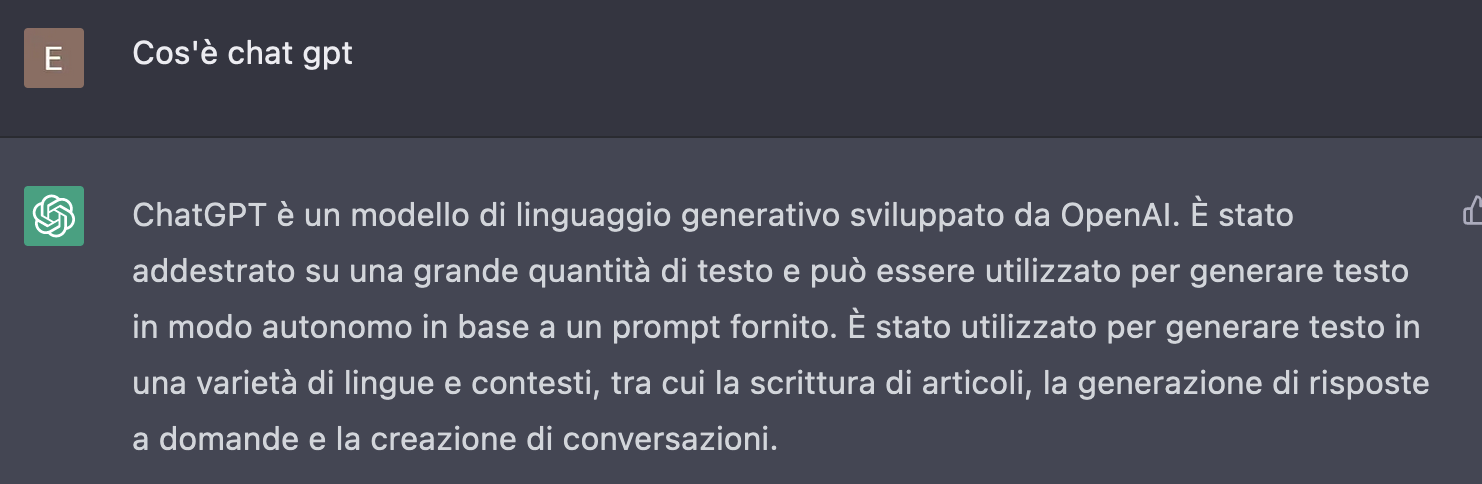 E
Cos'è chat gpt
ChatGPT è un modello di linguaggio generativo sviluppato da OpenAI. È stato
addestrato su una grande quantità di testo e può essere utilizzato per generare testo
in modo autonomo in base a un prompt fornito. È stato utilizzato per generare testo in
una varietà di lingue e contesti, tra cui la scrittura di articoli, la generazione di risposte
a domande e la creazione di conversazioni.